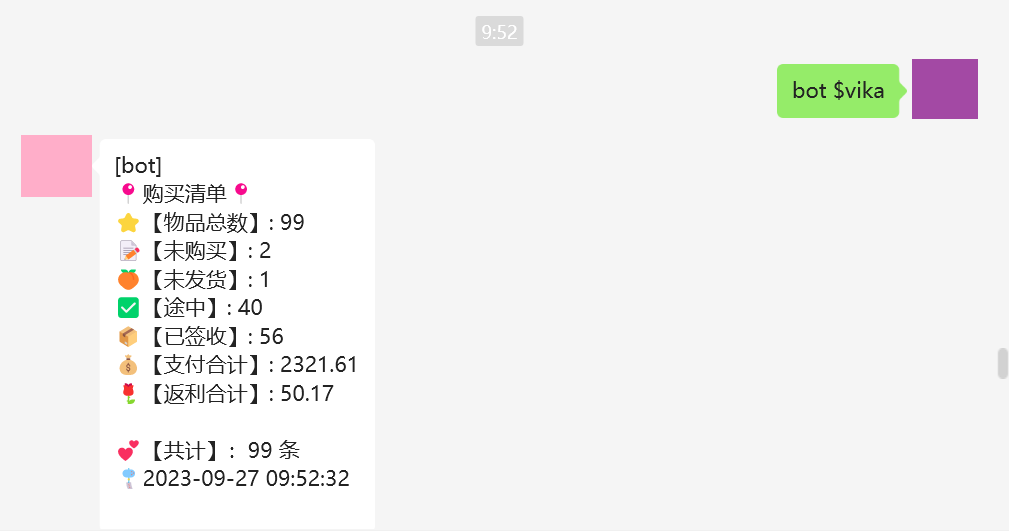 9:52
bot $vika
[bot]
📍购买清单📍
⭐【物品总数】: 99
📝【未购买】: 2
🍊【未发货】: 1
✅【途中】: 40
📦【已签收】: 56
💰【支付合计】: 2321.61
🌹【返利合计】: 50.17
💕【共计】: 99 条
2023-09-27 09:52:32